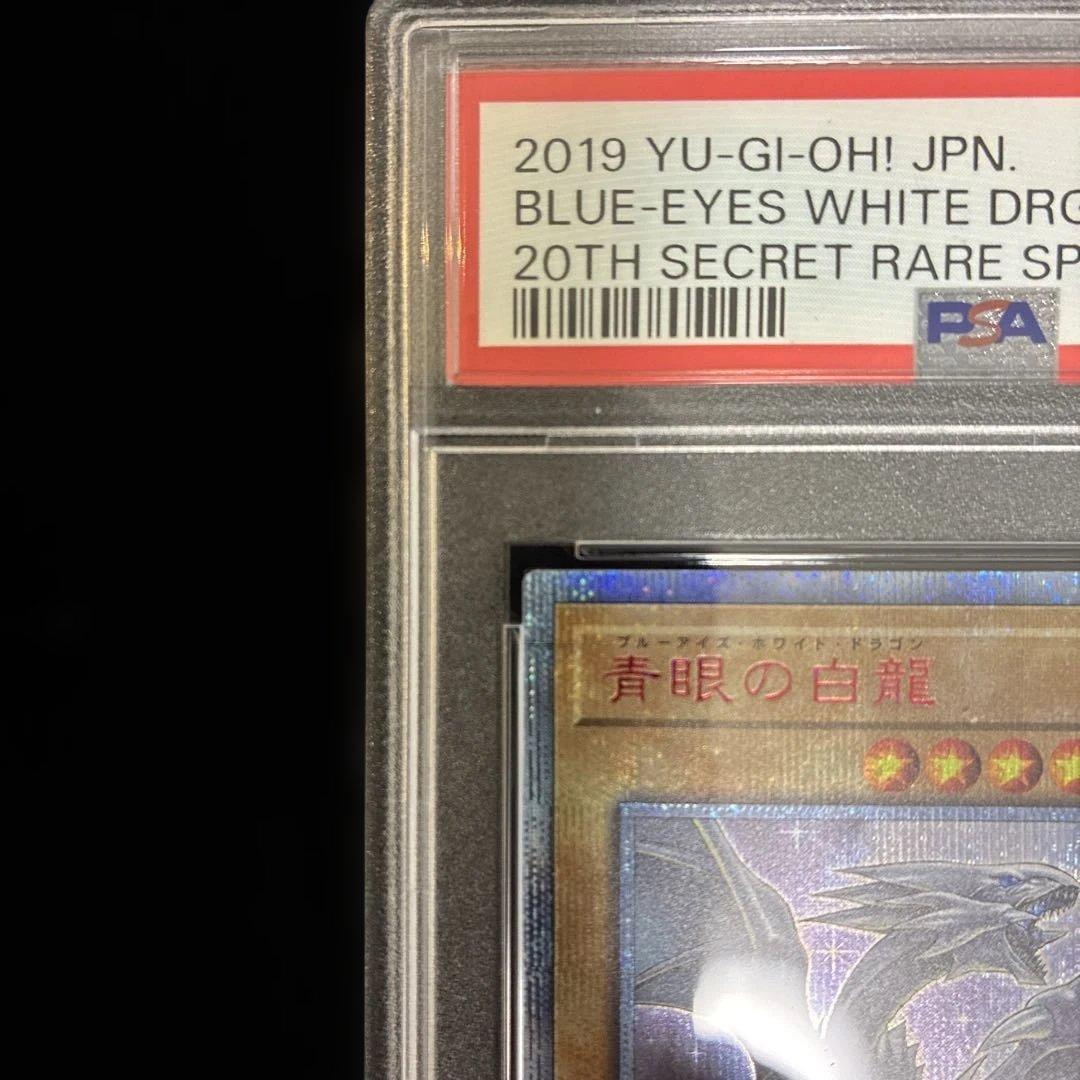 2019 YU-GI-OH! JPN.
BLUE-EYES WHITE DRG
20TH SECRET RARE SP
PSA
ブルーアイズ・ホワイト・ドラゴン
青眼の白龍